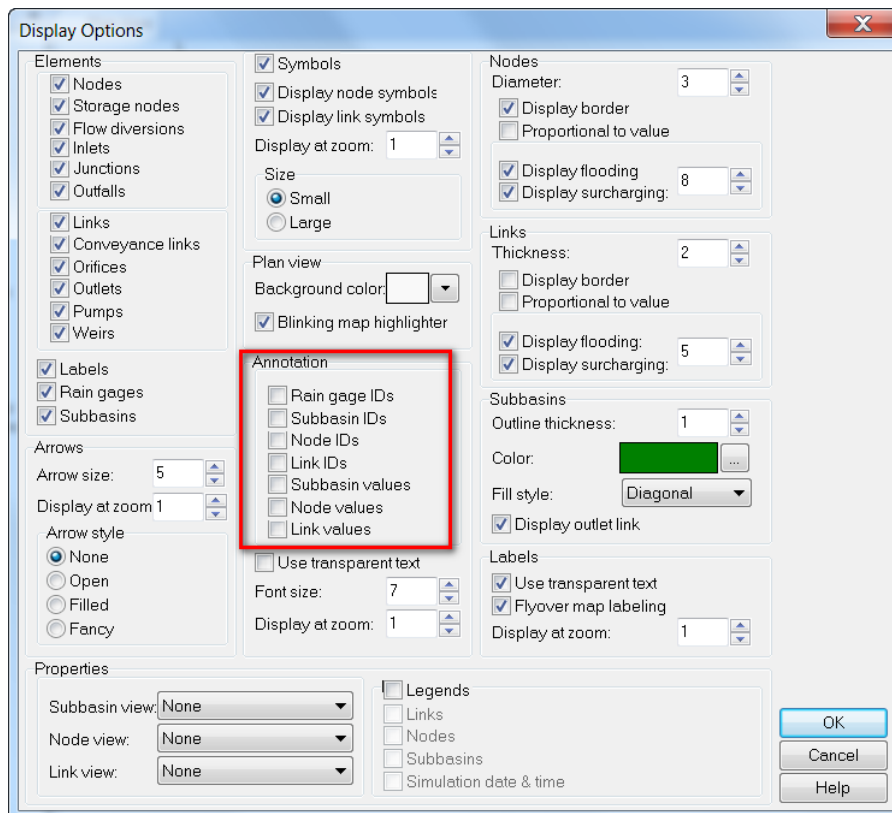 Display Options
Elements
Nodes
Storage nodes
Flow diversions
Inlets
Junctions
Outfalls
Links
Conveyance links
Orifices
Outlets
Pumps
Weirs
Labels
Rain gages
Subbasins
Arrows
Arrow size: 5
Display at zoom 1
Arrow style
None
Open
Filled
Fancy
Symbols
Display node symbols
Display link symbols
Display at zoom: 1
Size
Small
Large
Plan view
Background color:
Blinking map highlighter
Annotation
Rain gage IDs
Subbasin IDs
Node IDs
Link IDs
Subbasin values
Node values
Link values
Use transparent text
Font size: 7
Display at zoom: 1
Nodes
Diameter: 3
Display border
Proportional to value
Display flooding
Display surcharging: 8
Links
Thickness: 2
Display border
Proportional to value
Display flooding:
Display surcharging: 5
Subbasins
Outline thickness: 1
Color: ...
Fill style: Diagonal
Display outlet link
Labels
Use transparent text
Flyover map labeling
Display at zoom: 1
Properties
Subbasin view: None
Node view: None
Link view: None
Legends
Links
Nodes
Subbasins
Simulation date & time
OK
Cancel
Help